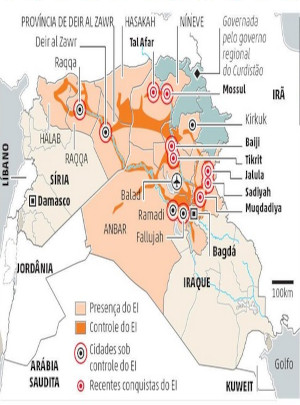 PROVÍNCIA DE DEIR AL ZAWR
HASAKAH
NÍNEVE
Governada
pelo governo
regional
do Curdistão
Deir al Zawr
Tal Afar
Raqqa
Mossul
IRÃ
Kirkuk
HALAB
Baiji
RAQQA
Tikrit
LÍBANO
Jalula
SÍRIA
Sadiyah
Balad
Damasco
Muqdadiya
Ramadi
ANBAR
Fallujah
Bagdá
JORDÂNIA
IRAQUE
100km
Presença do EI
Controle do EI
Cidades sob
controle do EI
Recentes conquistas do EI
ARÁBIA
SAUDITA
KUWEIT
Golfo